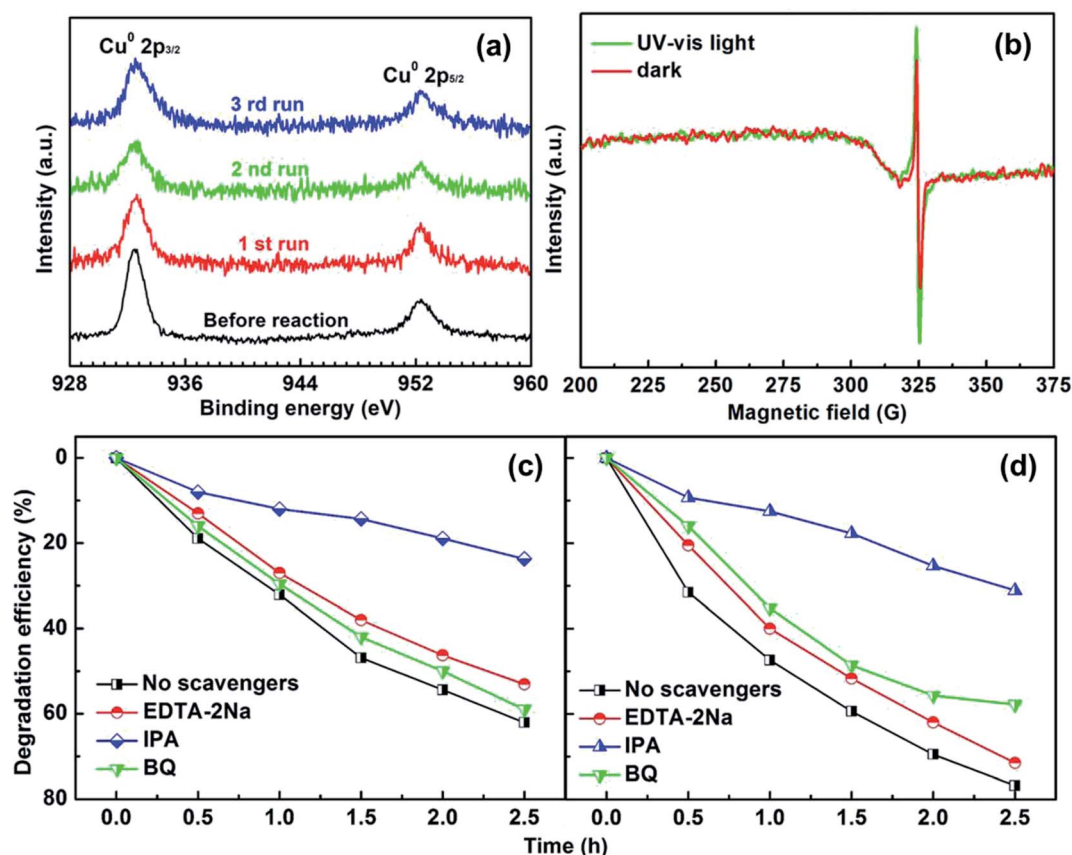 (a)
Cu⁰ 2p₃/₂
Cu⁰ 2p₅/₂
3 rd run
2 nd run
1 st run
Before reaction
Intensity (a.u.)
928 936 944 952 960
Binding energy (eV)
(b)
UV-vis light
dark
Intensity (a.u.)
200 225 250 275 300 325 350 375
Magnetic field (G)
(c)
0
20
40
60
80
Degradation efficiency (%)
No scavengers
EDTA-2Na
IPA
BQ
0.0 0.5 1.0 1.5 2.0 2.5
(d)
No scavengers
EDTA-2Na
IPA
BQ
0.0 0.5 1.0 1.5 2.0 2.5
Time (h)